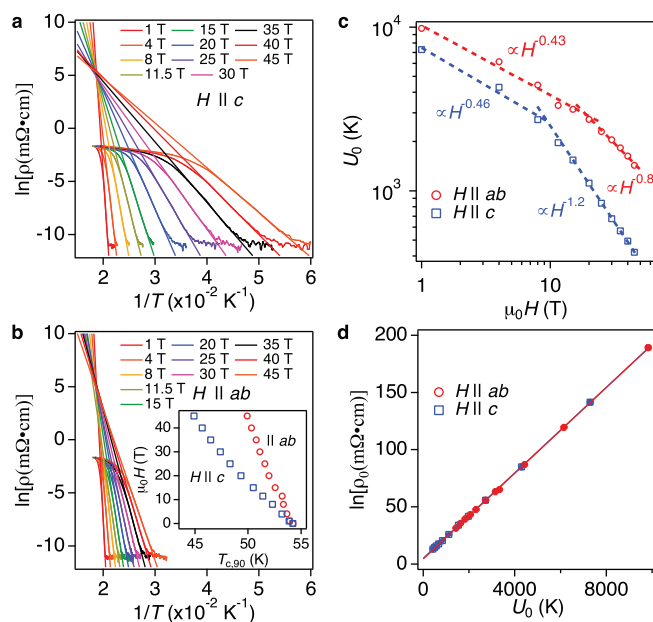 a
1 T 15 T 35 T
4 T 20 T 40 T
8 T 25 T 45 T
11.5 T 30 T
H || c
10
5
0
-5
-10
ln[ρ(mΩ•cm)]
2 3 4 5 6
1/T (x10⁻² K⁻¹)
b
1 T 20 T 35 T
4 T 25 T 40 T
8 T 30 T 45 T
11.5 T H || ab
15 T
10
5
0
-5
-10
ln[ρ(mΩ•cm)]
2 3 4 5 6
1/T (x10⁻² K⁻¹)
40
30
20
10
0
μ₀H (T)
|| ab
H || c
45 50 55
Tc,90 (K)
c
10⁴
10³
U₀ (K)
∝H⁻⁰·⁴³
∝H⁻⁰·⁴⁶
∝H⁻⁰·⁸
∝H⁻¹·²
H || ab
H || c
1 10
μ₀H (T)
d
H || ab
H || c
200
150
100
50
0
ln[ρ₀(mΩ•cm)]
0 4000 8000
U₀ (K)